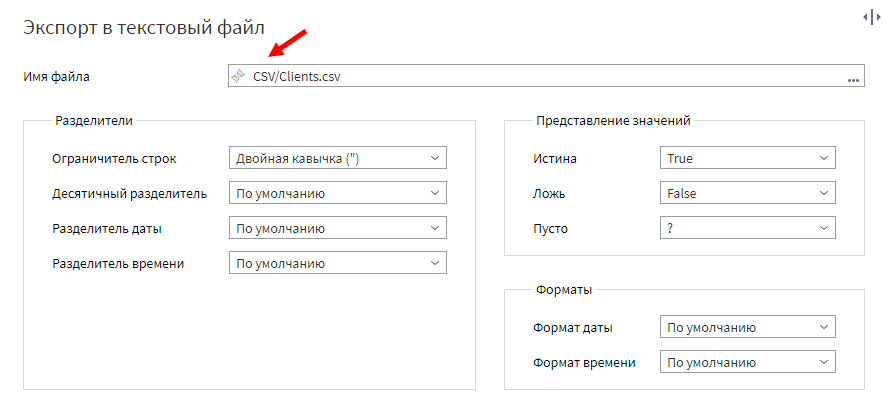 Экспорт в текстовый файл
Имя файла CSV/Clients.csv ...
Разделители
Ограничитель строк Двойная кавычка (")
Десятичный разделитель По умолчанию
Разделитель даты По умолчанию
Разделитель времени По умолчанию
Представление значений
Истина True
Ложь False
Пусто ?
Форматы
Формат даты По умолчанию
Формат времени По умолчанию